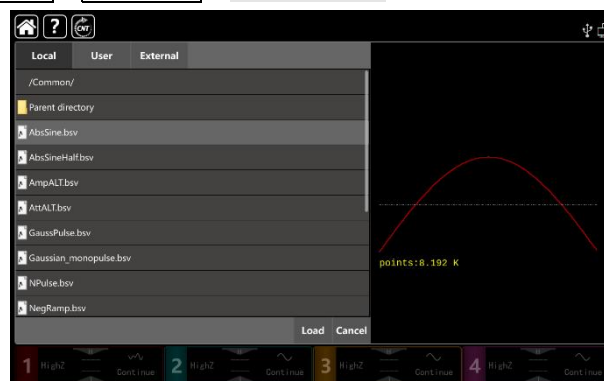 ? CNT
Local User External
/Common/
Parent directory
AbsSine.bsv
AbsSineHalf.bsv
AmpALT.bsv
AttALT.bsv
GaussPulse.bsv
Gaussian_monopulse.bsv
NPulse.bsv
NegRamp.bsv
points:8.192 K
Load Cancel
1 HighZ Continue 2 HighZ Continue 3 HighZ Continue 4 HighZ Continue